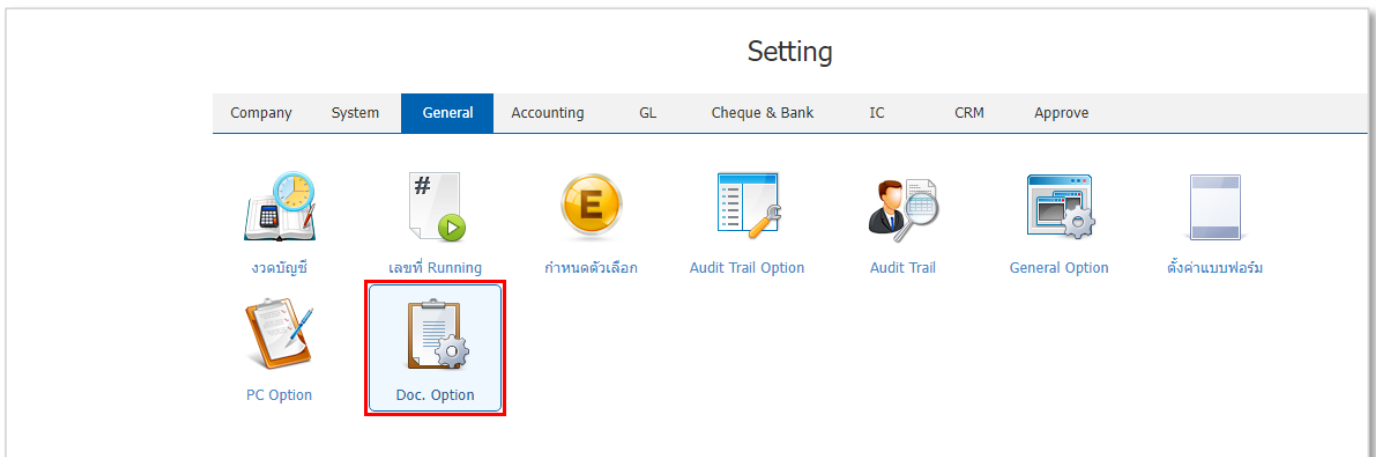 Setting
Company System General Accounting GL Cheque & Bank IC CRM Approve
#
E
งวดบัญชี เลขที่ Running กำหนดตัวเลือก Audit Trail Option Audit Trail General Option ตั้งค่าแบบฟอร์ม
PC Option Doc. Option